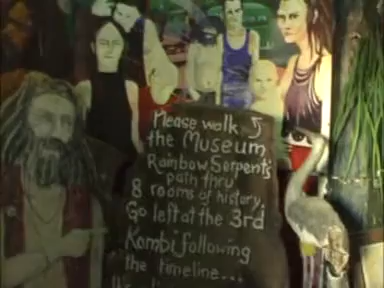 Please walk
the Museum
Rainbow Serpent's
path thru'
8 rooms of history.
Go left at the 3rd
Kombi following
the timeline...